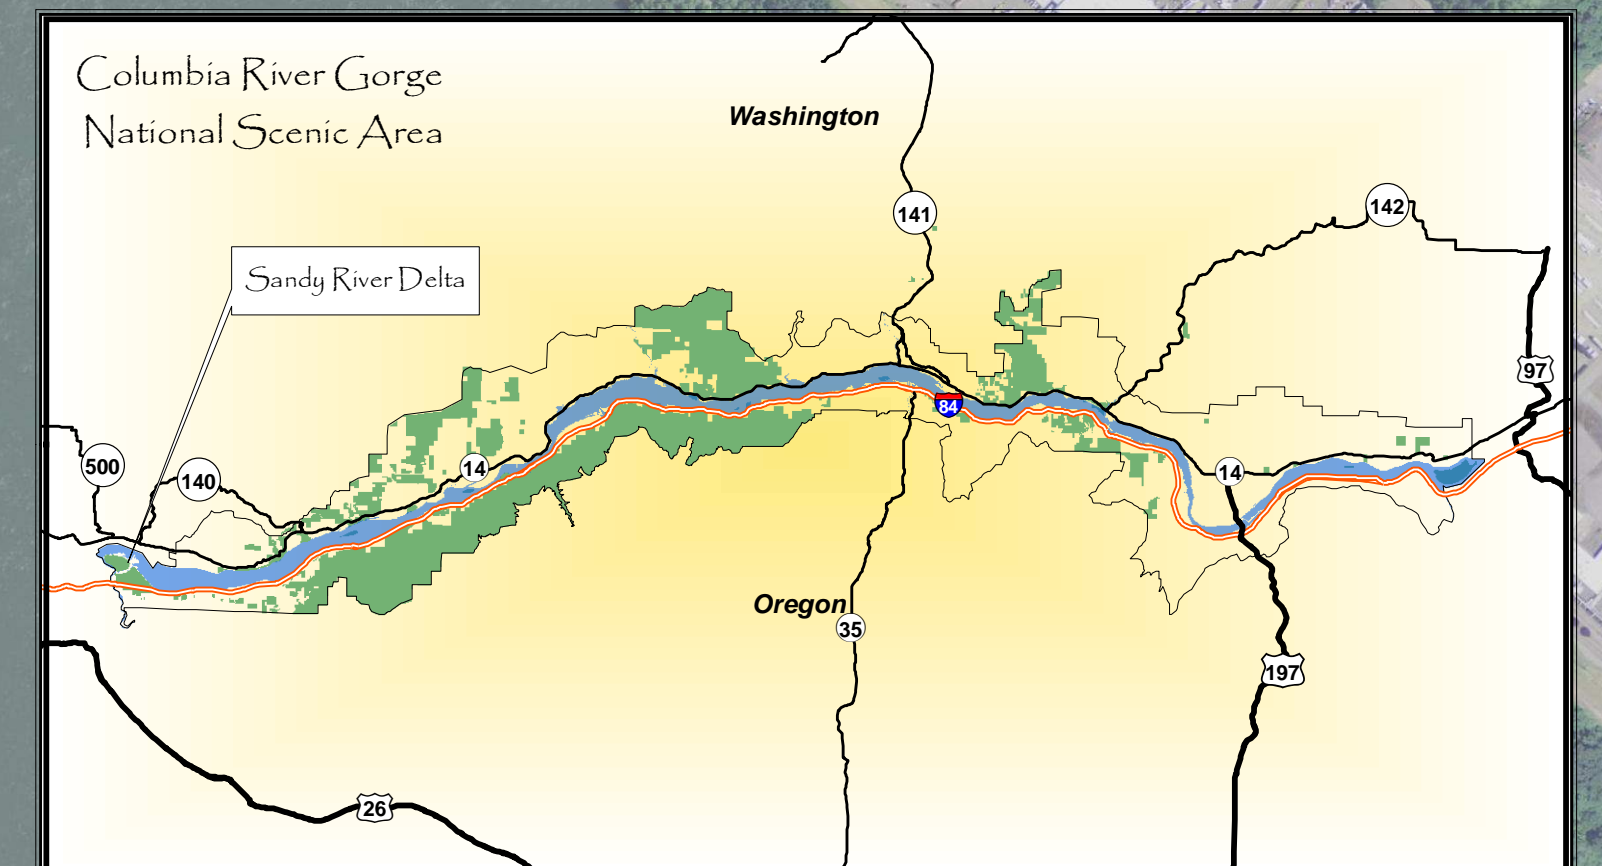 Columbia River Gorge
National Scenic Area
Washington
141
142
Sandy River Delta
97
84
500
140
14
14
Oregon
35
197
26